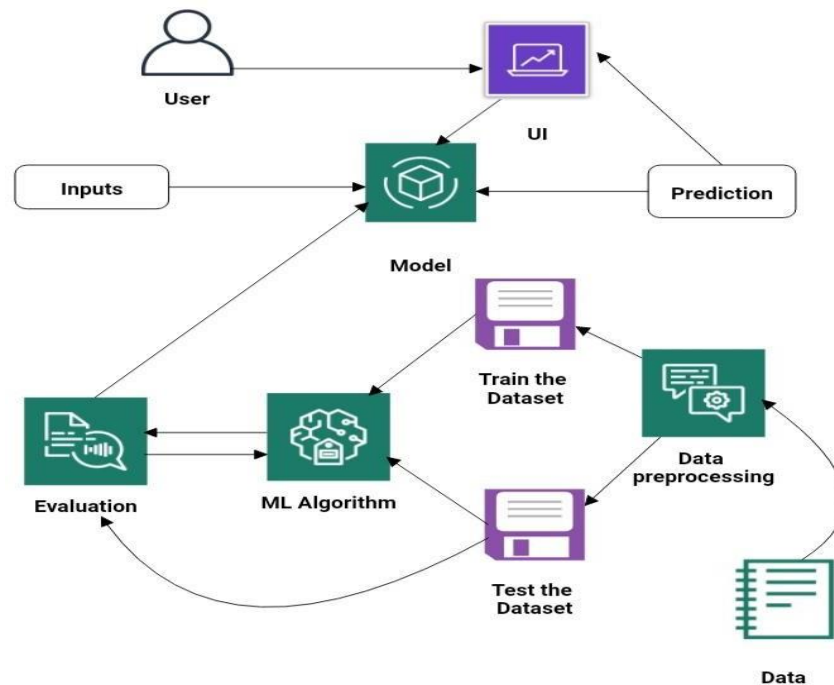 User
UI
Inputs
Prediction
Model
Train the
Dataset
Data
preprocessing
Evaluation
ML Algorithm
Test the
Dataset
Data